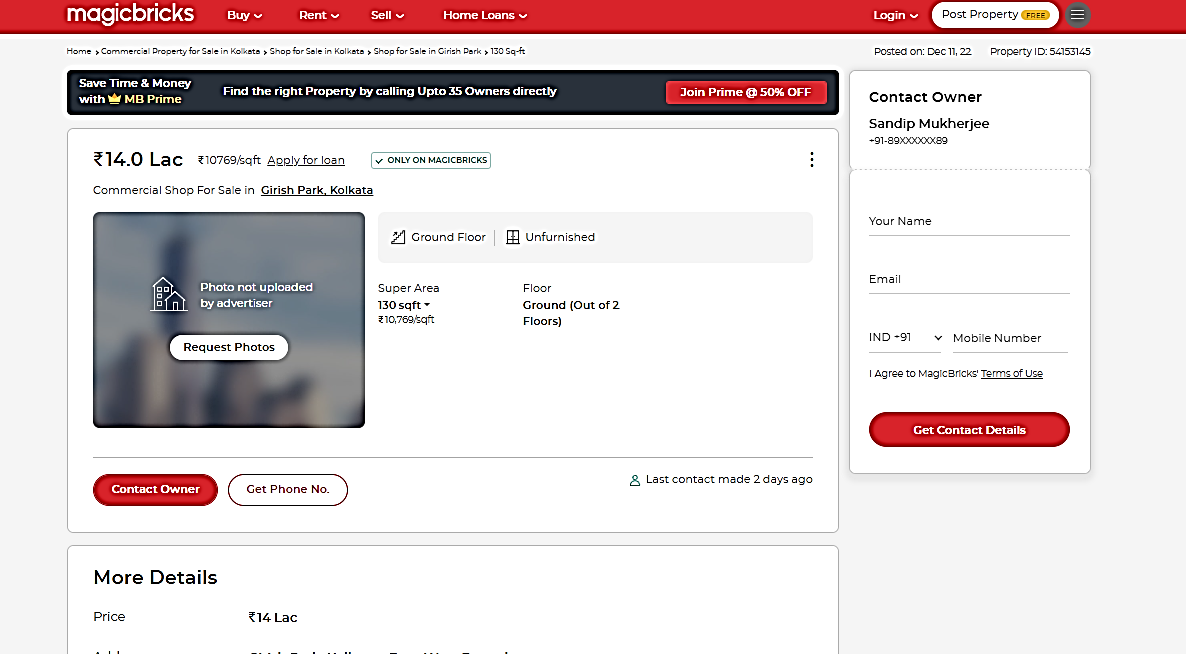 magicbricks
Buy Rent Sell Home Loans Login Post Property FREE
Home Commercial Property for Sale in Kolkata Shop for Sale in Kolkata Shop for Sale in Girish Park 130 Sq-ft
Posted on: Dec 11, 22 Property ID: 54153145
Save Time & Money
with MB Prime
Find the right Property by calling Upto 35 Owners directly
Join Prime @ 50% OFF
₹14.0 Lac ₹10769/sqft Apply for loan ONLY ON MAGICBRICKS
Commercial Shop For Sale in Girish Park, Kolkata
Photo not uploaded
by advertiser
Request Photos
Ground Floor Unfurnished
Super Area
130 sqft
₹10,769/sqft
Floor
Ground (Out of 2
Floors)
Contact Owner Get Phone No.
Last contact made 2 days ago
Contact Owner
Sandip Mukherjee
+91-89XXXXXX89
Your Name
Email
IND +91 Mobile Number
I Agree to MagicBricks' Terms of Use
Get Contact Details
More Details
Price ₹14 Lac